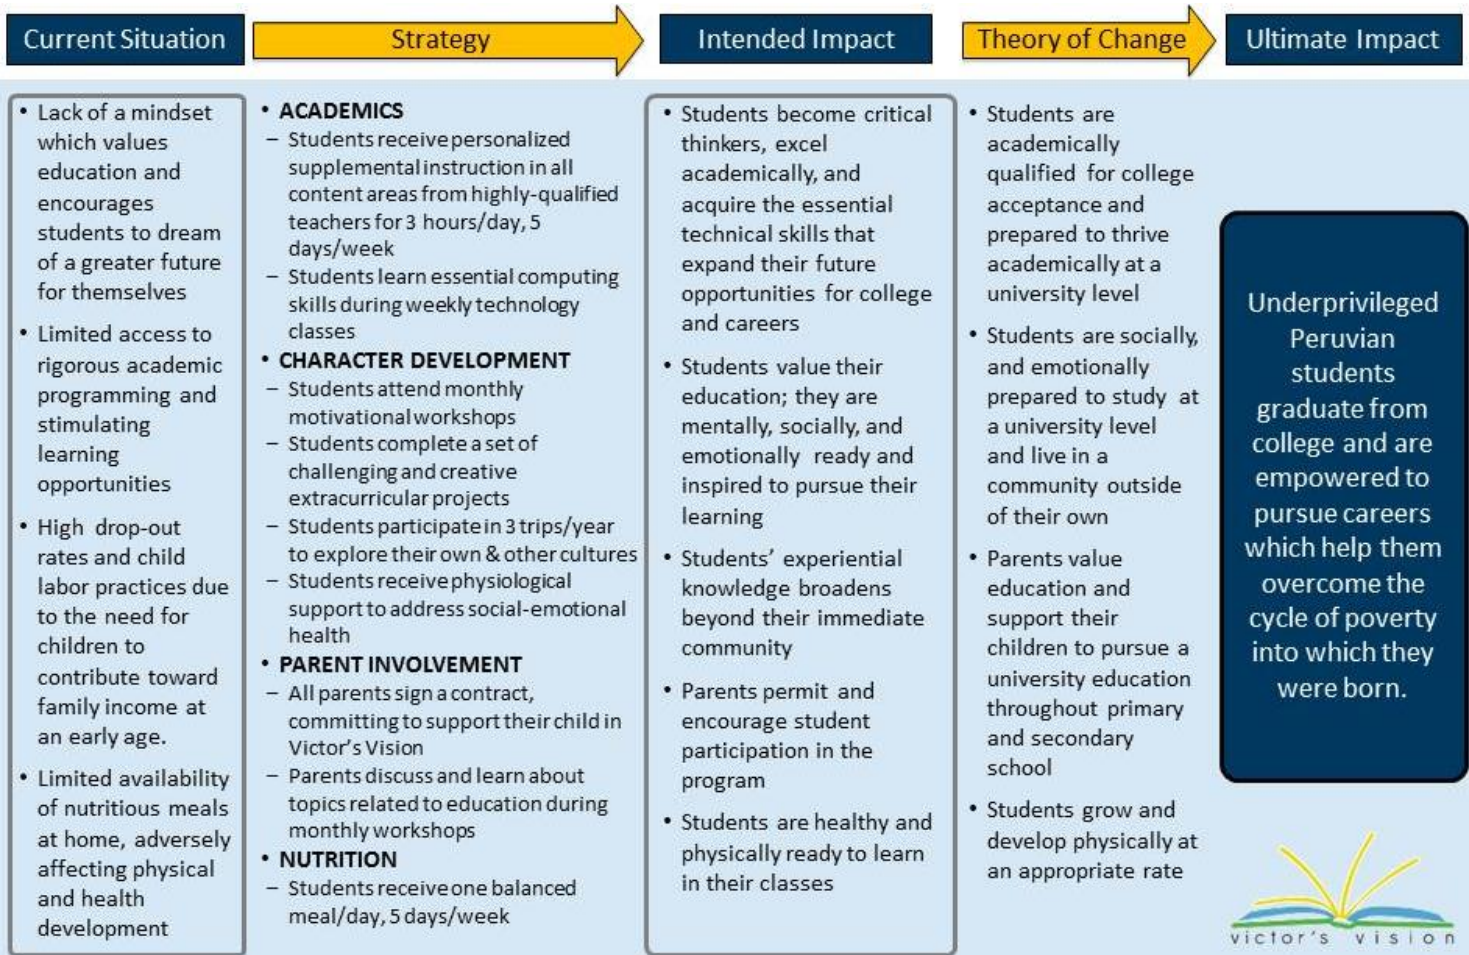 Current Situation
Strategy
Intended Impact
Theory of Change
Ultimate Impact
• Lack of a mindset
which values
education and
encourages
students to dream
of a greater future
for themselves
• Limited access to
rigorous academic
programming and
stimulating
learning
opportunities
• High drop-out
rates and child
labor practices due
to the need for
children to
contribute toward
family income at
an early age.
• Limited availability
of nutritious meals
at home, adversely
affecting physical
and health
development
• ACADEMICS
– Students receive personalized
supplemental instruction in all
content areas from highly-qualified
teachers for 3 hours/day, 5
days/week
– Students learn essential computing
skills during weekly technology
classes
• CHARACTER DEVELOPMENT
– Students attend monthly
motivational workshops
– Students complete a set of
challenging and creative
extracurricular projects
– Students participate in 3 trips/year
to explore their own & other cultures
– Students receive physiological
support to address social-emotional
health
• PARENT INVOLVEMENT
– All parents sign a contract,
committing to support their child in
Victor's Vision
– Parents discuss and learn about
topics related to education during
monthly workshops
• NUTRITION
– Students receive one balanced
meal/day, 5 days/week
• Students become critical
thinkers, excel
academically, and
acquire the essential
technical skills that
expand their future
opportunities for college
and careers
• Students value their
education; they are
mentally, socially, and
emotionally ready and
inspired to pursue their
learning
• Students' experiential
knowledge broadens
beyond their immediate
community
• Parents permit and
encourage student
participation in the
program
• Students are healthy and
physically ready to learn
in their classes
• Students are
academically
qualified for college
acceptance and
prepared to thrive
academically at a
university level
• Students are socially,
and emotionally
prepared to study at
a university level
and live in a
community outside
of their own
• Parents value
education and
support their
children to pursue a
university education
throughout primary
and secondary
school
• Students grow and
develop physically at
an appropriate rate
Underprivileged
Peruvian
students
graduate from
college and are
empowered to
pursue careers
which help them
overcome the
cycle of poverty
into which they
were born.
victor's vision